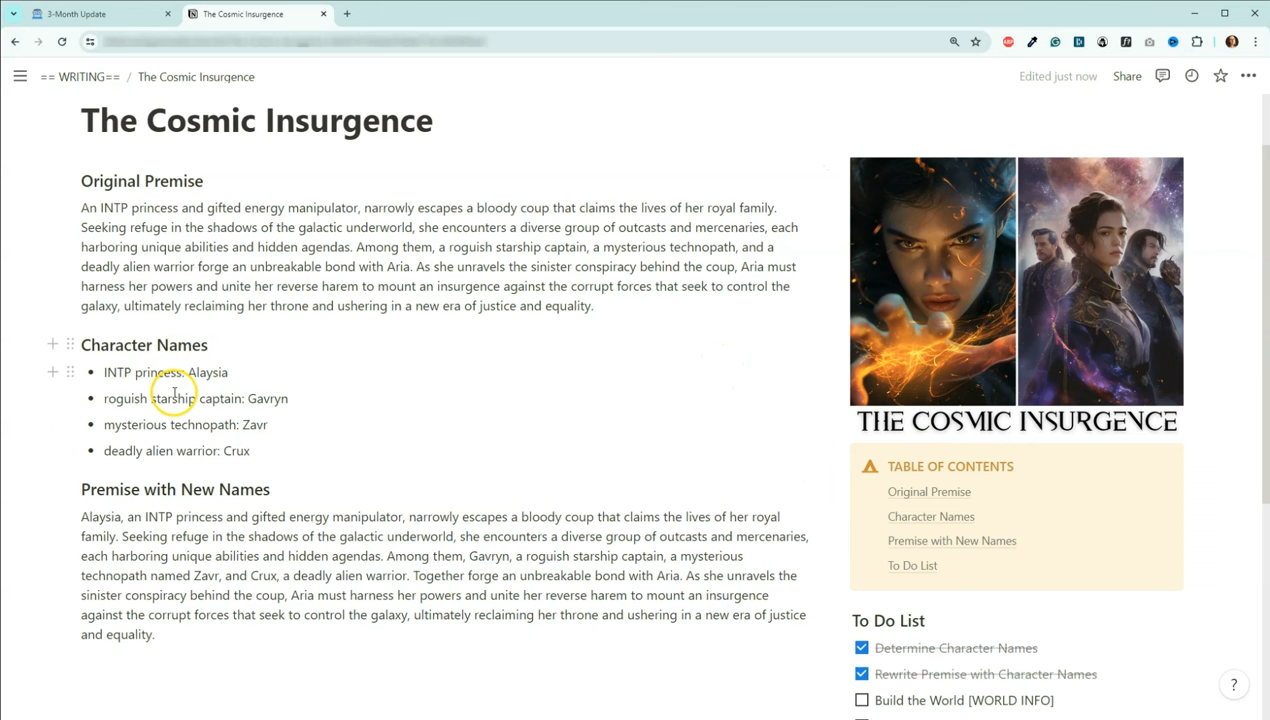 3-Month Update
The Cosmic Insurgence
== WRITING== / The Cosmic Insurgence
Edited just now
Share
The Cosmic Insurgence
Original Premise
An INTP princess and gifted energy manipulator, narrowly escapes a bloody coup that claims the lives of her royal family.
Seeking refuge in the shadows of the galactic underworld, she encounters a diverse group of outcasts and mercenaries, each
harboring unique abilities and hidden agendas. Among them, a roguish starship captain, a mysterious technopath, and a
deadly alien warrior forge an unbreakable bond with Aria. As she unravels the sinister conspiracy behind the coup, Aria must
harness her powers and unite her reverse harem to mount an insurgence against the corrupt forces that seek to control the
galaxy, ultimately reclaiming her throne and ushering in a new era of justice and equality.
Character Names
• INTP princess: Alaysia
• roguish starship captain: Gavryn
• mysterious technopath: Zavr
• deadly alien warrior: Crux
Premise with New Names
Alaysia, an INTP princess and gifted energy manipulator, narrowly escapes a bloody coup that claims the lives of her royal
family. Seeking refuge in the shadows of the galactic underworld, she encounters a diverse group of outcasts and mercenaries,
each harboring unique abilities and hidden agendas. Among them, Gavryn, a roguish starship captain, a mysterious
technopath named Zavr, and Crux, a deadly alien warrior. Together forge an unbreakable bond with Aria. As she unravels the
sinister conspiracy behind the coup, Aria must harness her powers and unite her reverse harem to mount an insurgence
against the corrupt forces that seek to control the galaxy, ultimately reclaiming her throne and ushering in a new era of justice
and equality.
THE COSMIC INSURGENCE
TABLE OF CONTENTS
Original Premise
Character Names
Premise with New Names
To Do List
To Do List
Determine Character Names
Rewrite Premise with Character Names
Build the World [WORLD INFO]
?